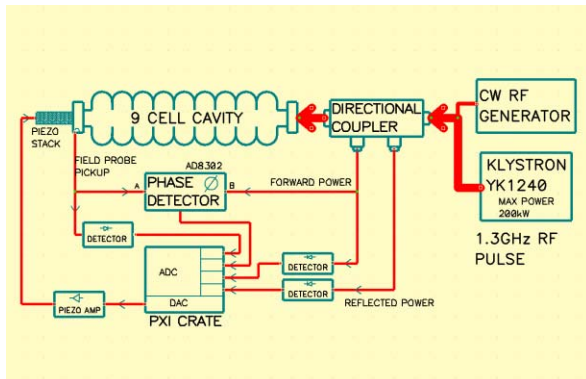 9 CELL CAVITY
DIRECTIONAL
COUPLER
CW RF
GENERATOR
KLYSTRON
YK1240
MAX POWER
200kW
1.3GHz RF
PULSE
PIEZO
STACK
FIELD PROBE
PICKUP
AD8302
A
PHASE
DETECTOR
B
FORWARD POWER
DETECTOR
ADC
DAC
PXI CRATE
DETECTOR
DETECTOR
REFLECTED POWER
PIEZO AMP